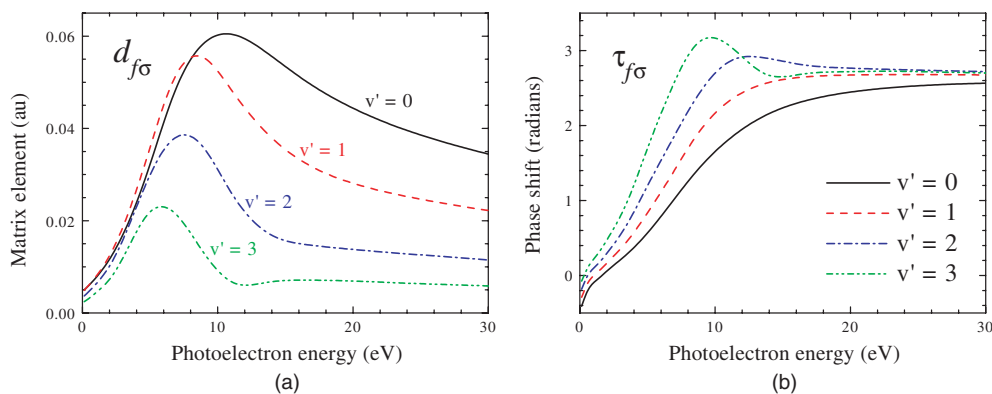 0.06
0.04
0.02
0.00
Matrix element (au)
d fσ
v' = 0
v' = 1
v' = 2
v' = 3
0 10 20 30
Photoelectron energy (eV)
(a)
3
2
1
0
Phase shift (radians)
τ fσ
v' = 0
v' = 1
v' = 2
v' = 3
0 10 20 30
Photoelectron energy (eV)
(b)